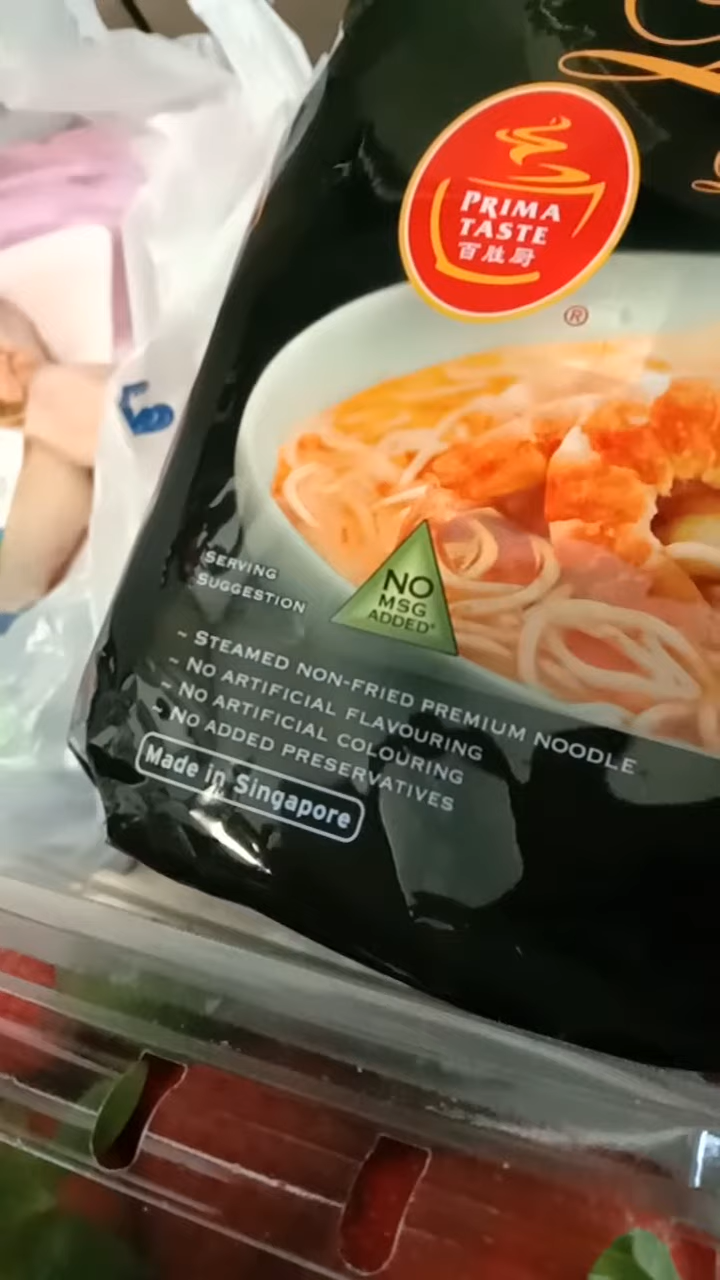 PRIMA
TASTE
百胜厨
®
SERVING
SUGGESTION
NO
MSG
ADDED*
~ STEAMED NON-FRIED PREMIUM NOODLE
~ NO ARTIFICIAL FLAVOURING
~ NO ARTIFICIAL COLOURING
~ NO ADDED PRESERVATIVES
Made in Singapore